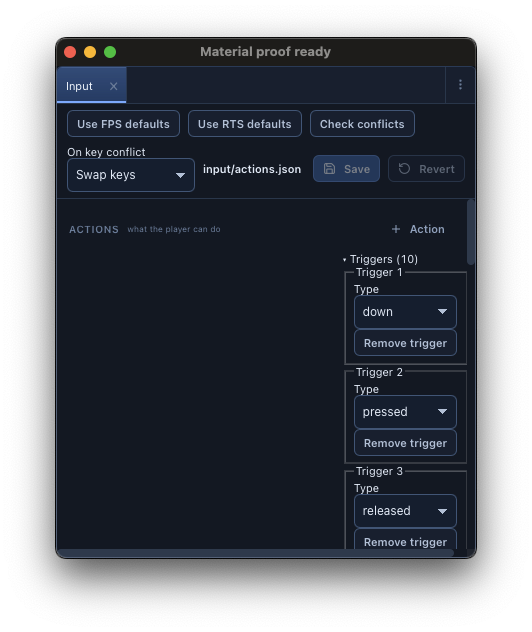 Material proof ready
Input
Use FPS defaults Use RTS defaults Check conflicts
On key conflict
Swap keys input/actions.json Save Revert
ACTIONS what the player can do + Action
Triggers (10)
Trigger 1
Type
down
Remove trigger
Trigger 2
Type
pressed
Remove trigger
Trigger 3
Type
released
Remove trigger